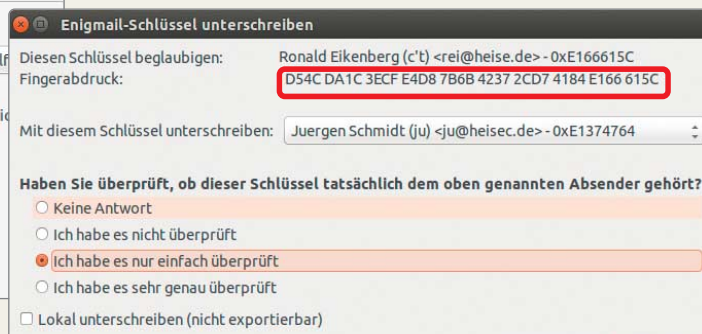 Enigmail-Schlüssel unterschreiben
Diesen Schlüssel beglaubigen: Ronald Eikenberg (c't) <rei@heise.de> - 0xE166615C
Fingerabdruck: D54C DA1C 3ECF E4D8 7B6B 4237 2CD7 4184 E166 615C
Mit diesem Schlüssel unterschreiben: Juergen Schmidt (ju) <ju@heisec.de> - 0xE1374764
Haben Sie überprüft, ob dieser Schlüssel tatsächlich dem oben genannten Absender gehört?
Keine Antwort
Ich habe es nicht überprüft
Ich habe es nur einfach überprüft
Ich habe es sehr genau überprüft
Lokal unterschreiben (nicht exportierbar)